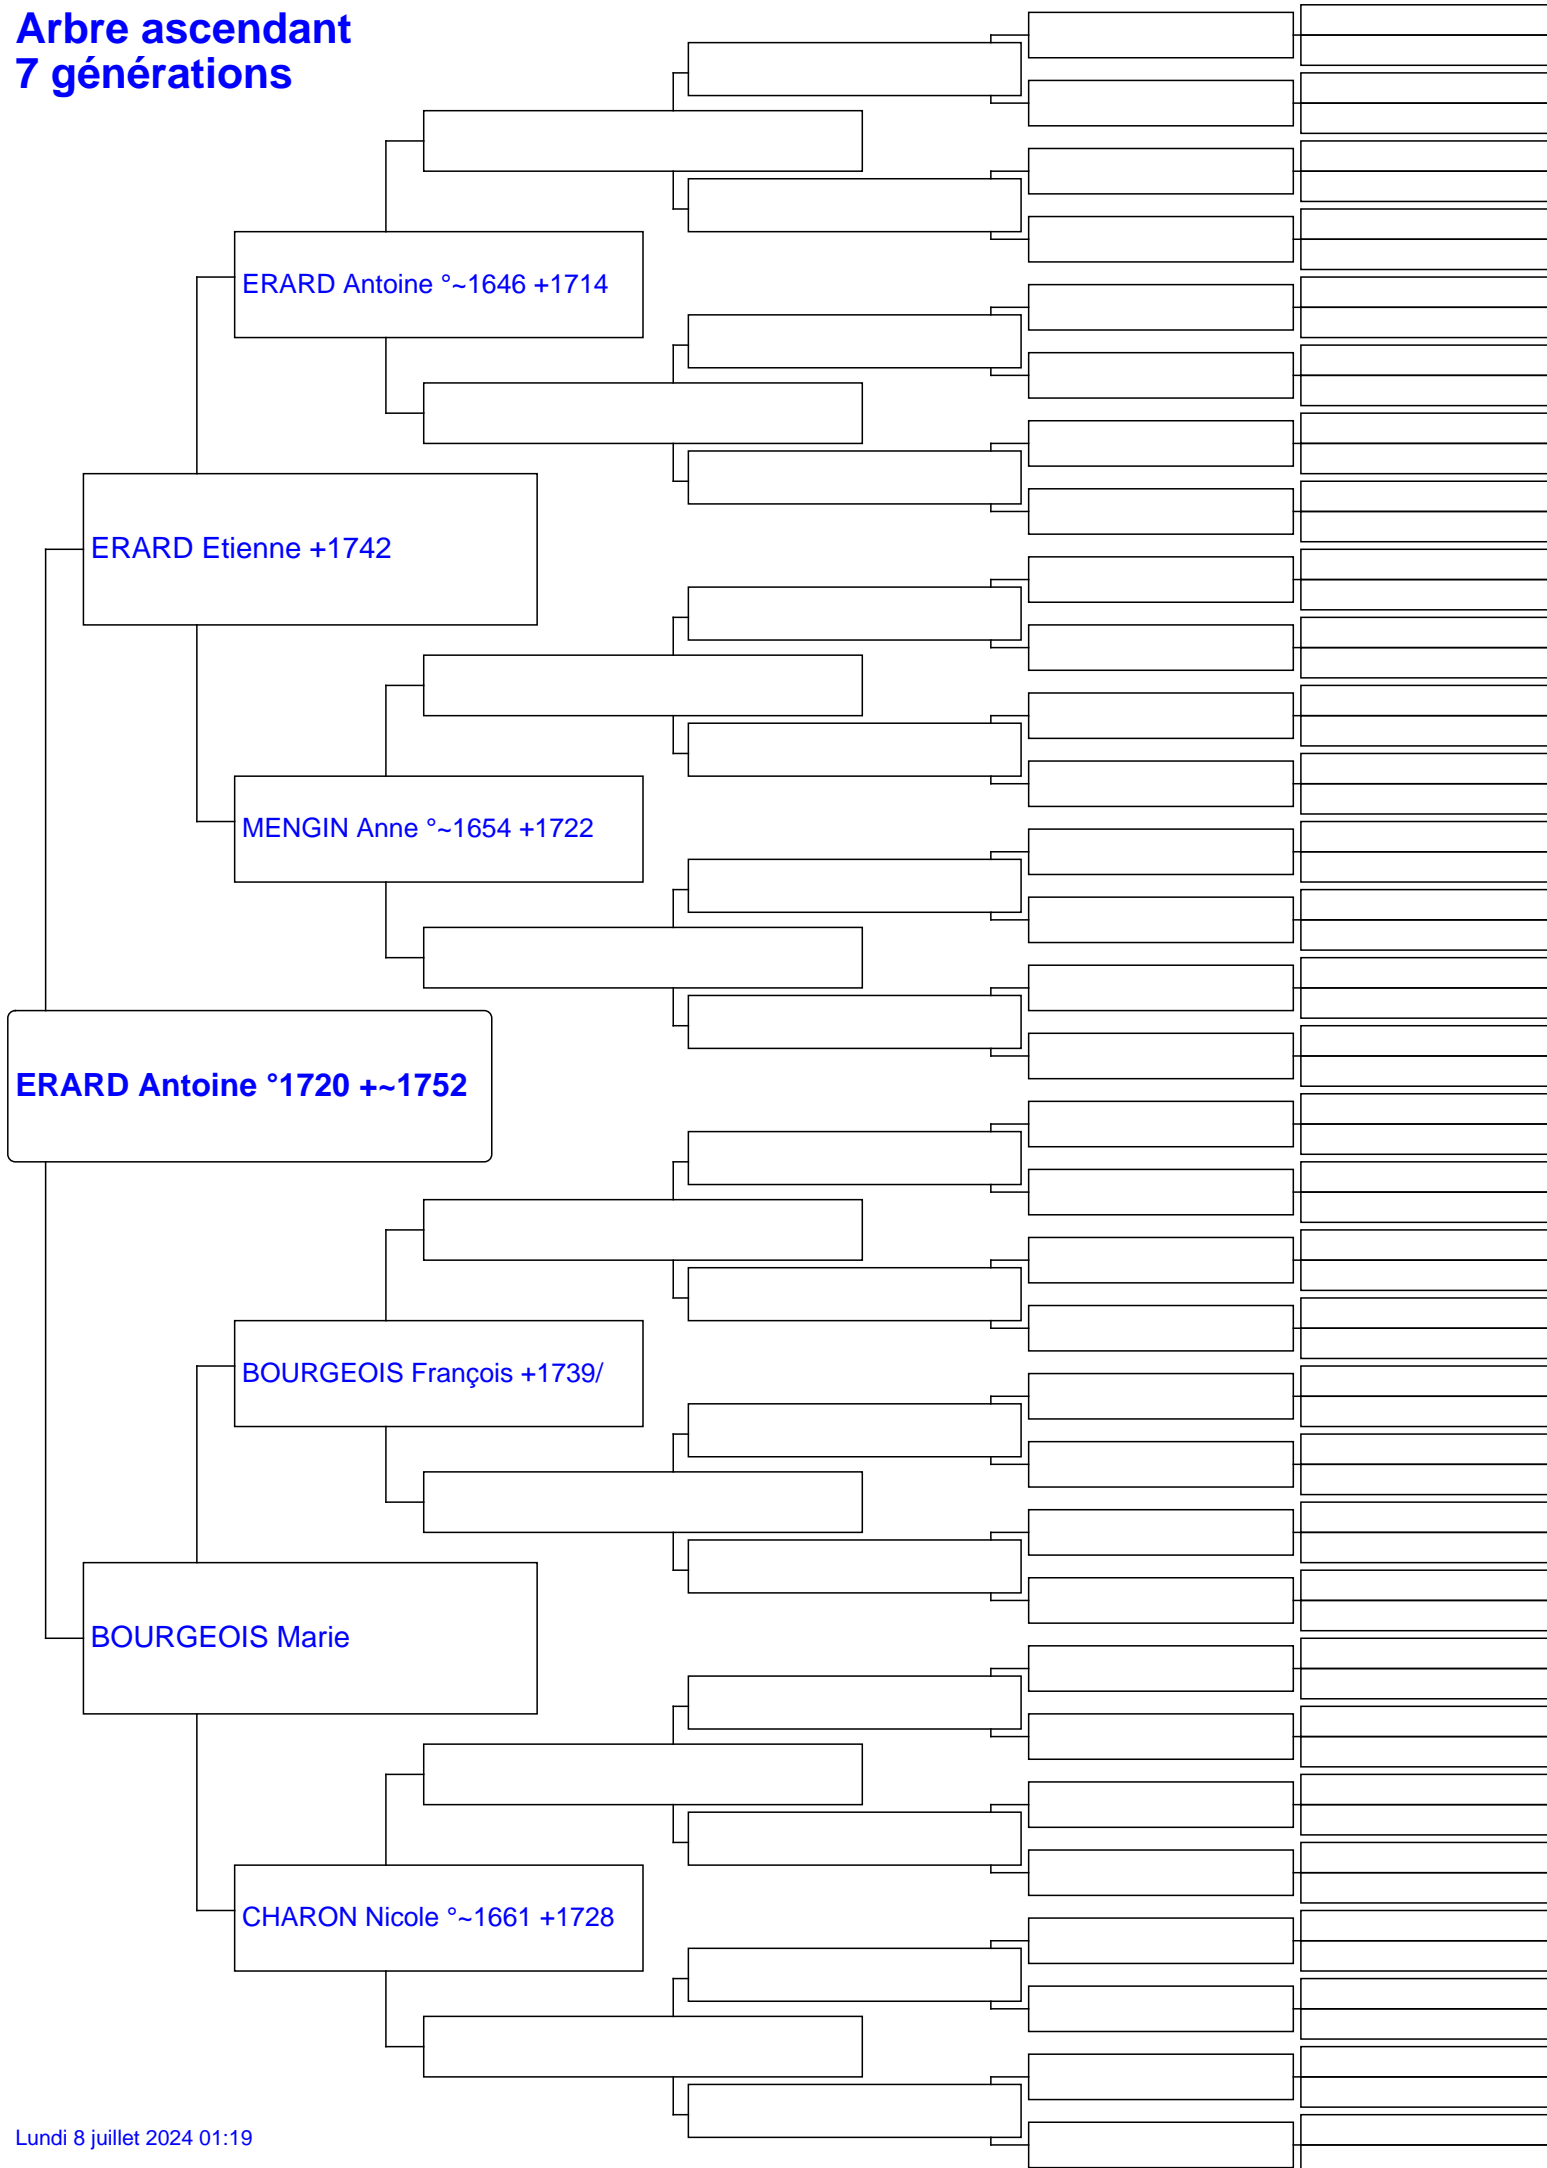 Arbre ascendant
7 générations
ERARD Antoine °~1646 +1714
ERARD Etienne +1742
MENGIN Anne °~1654 +1722
ERARD Antoine °1720 +~1752
BOURGEOIS François +1739/
BOURGEOIS Marie
CHARON Nicole °~1661 +1728
Lundi 8 juillet 2024 01:19